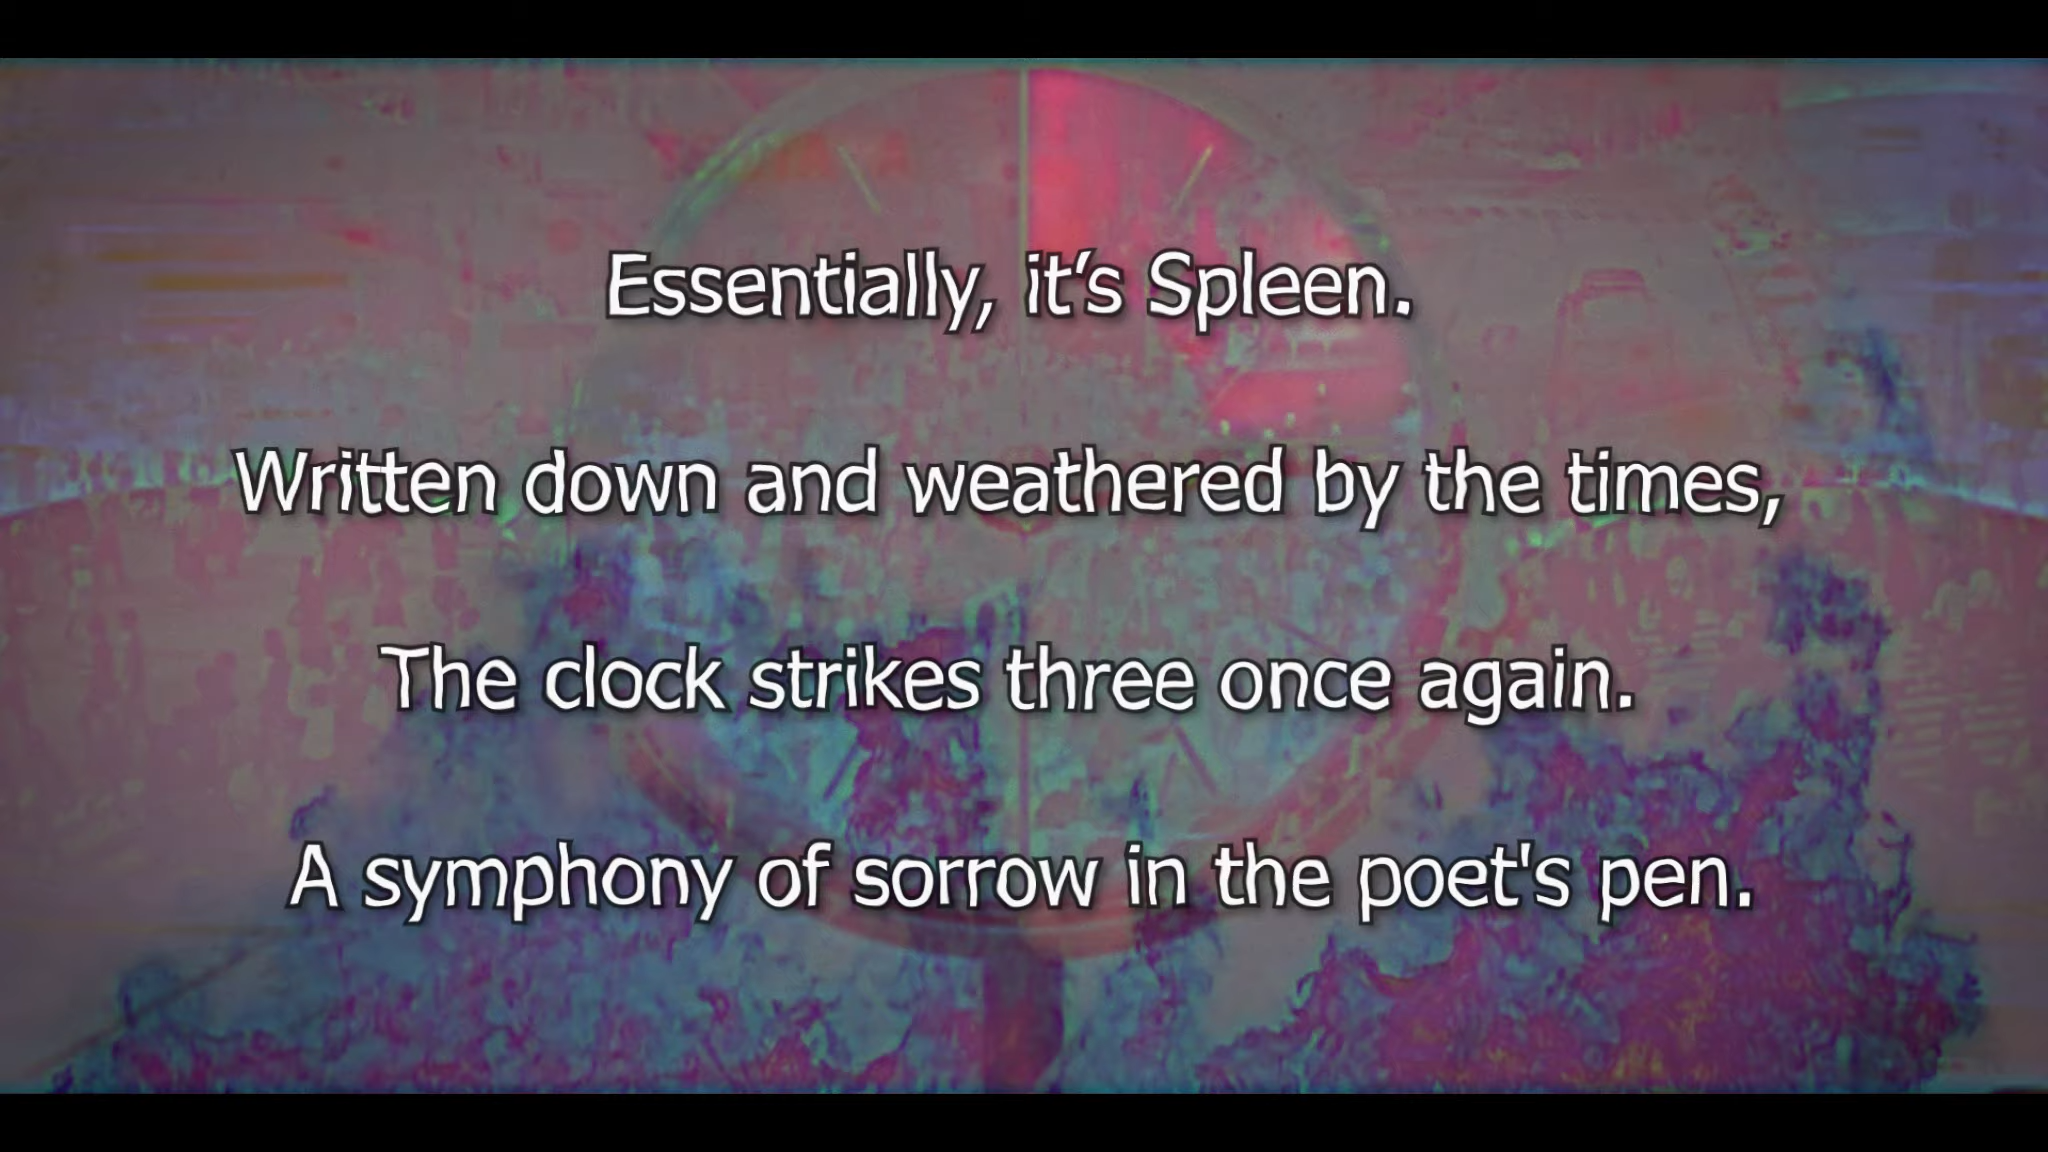 Essentially, it’s Spleen.
Written down and weathered by the times,
The clock strikes three once again.
A symphony of sorrow in the poet's pen.